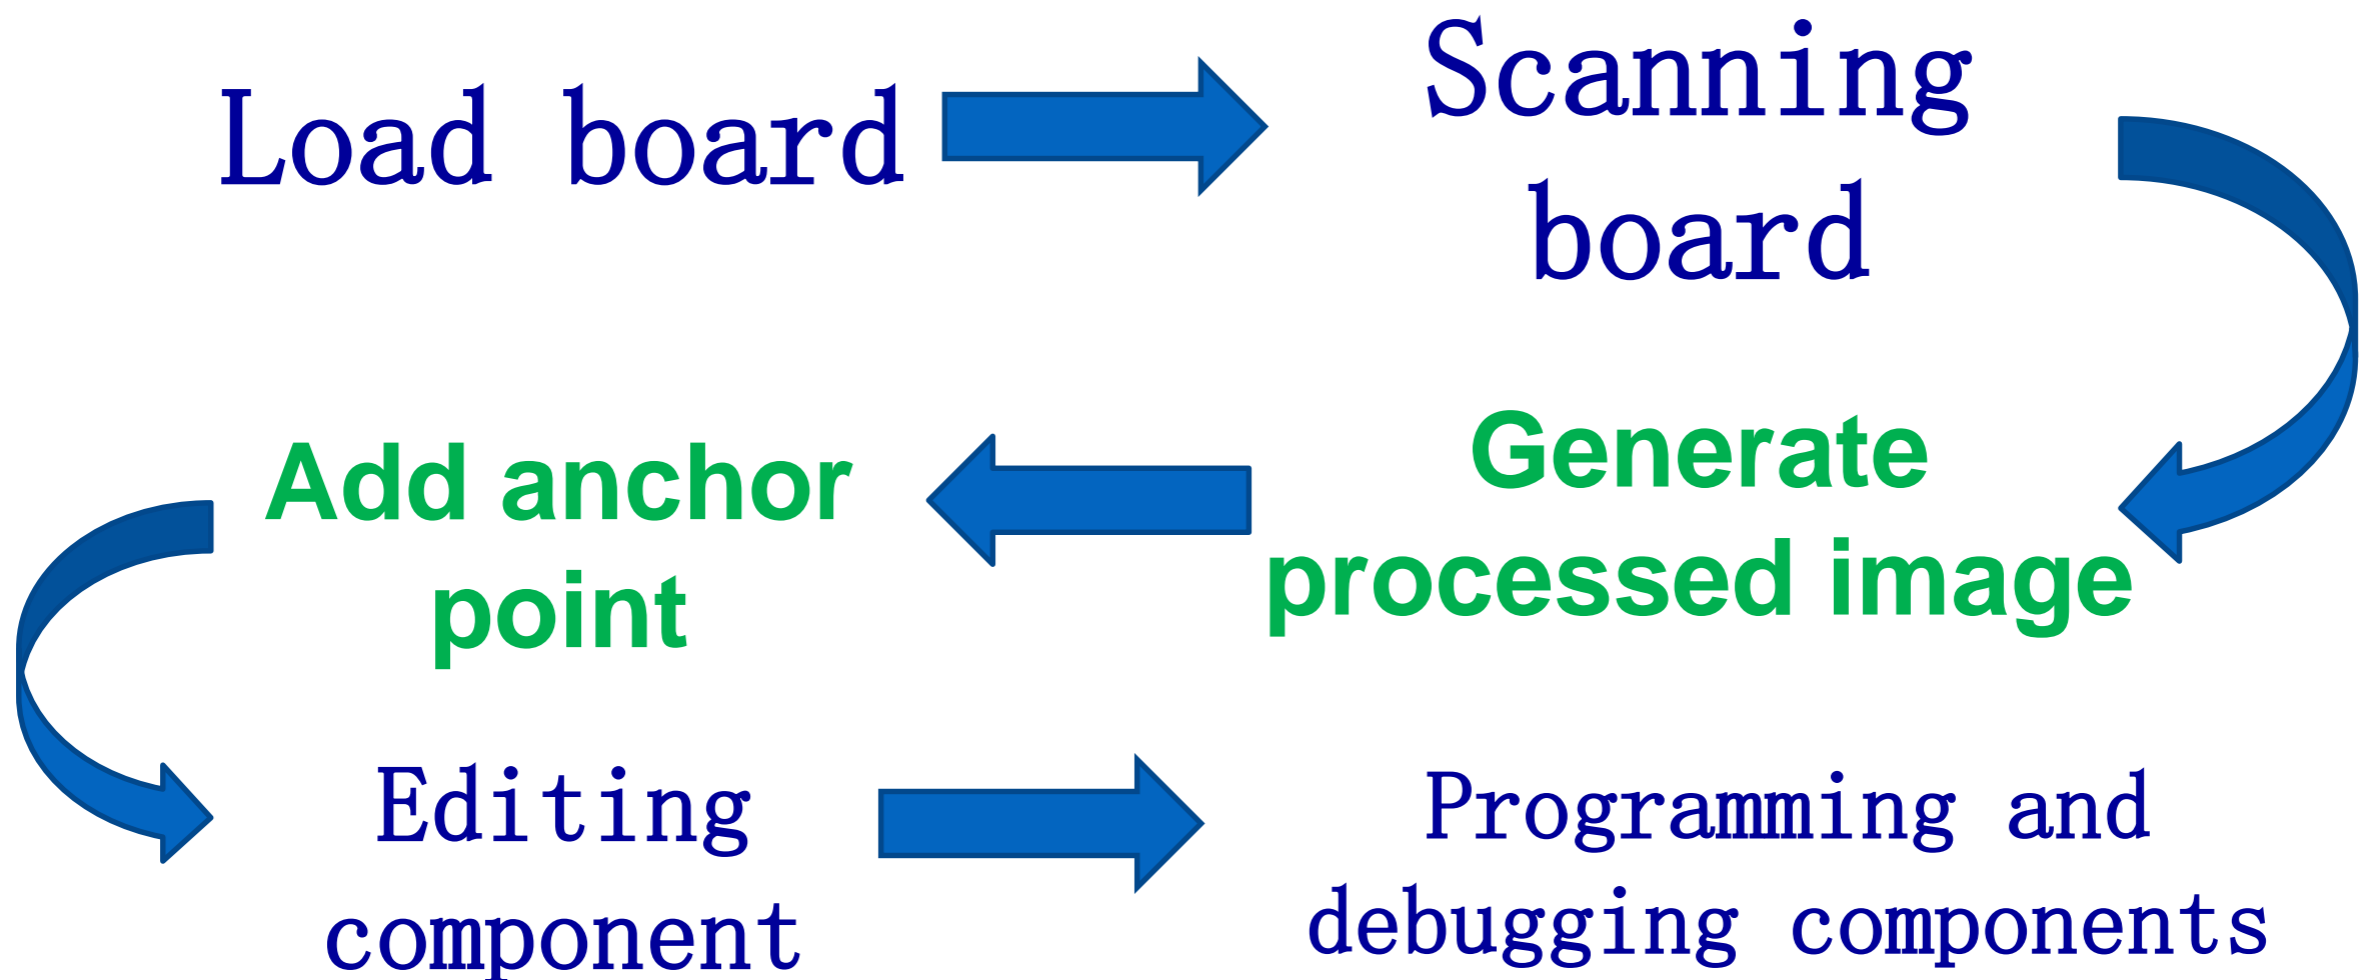 Load board
Scanning
board
Add anchor
point
Generate
processed image
Editing
component
Programming and
debugging components